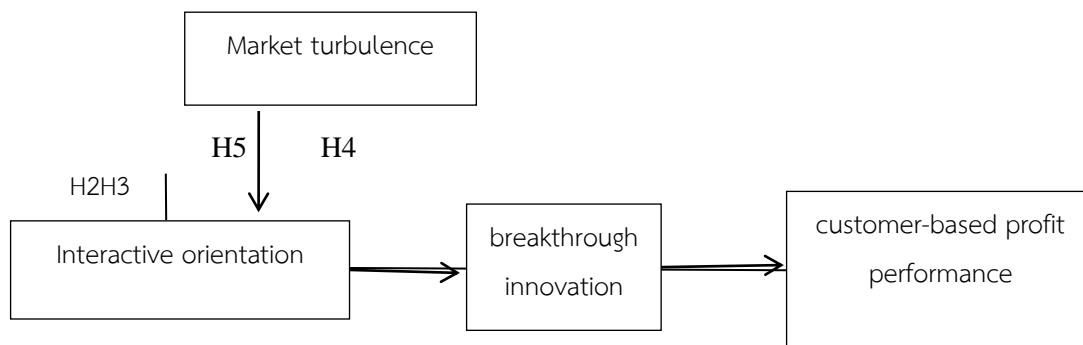 Market turbulence
H5 H4
H2H3
Interactive orientation
breakthrough
innovation
customer-based profit
performance